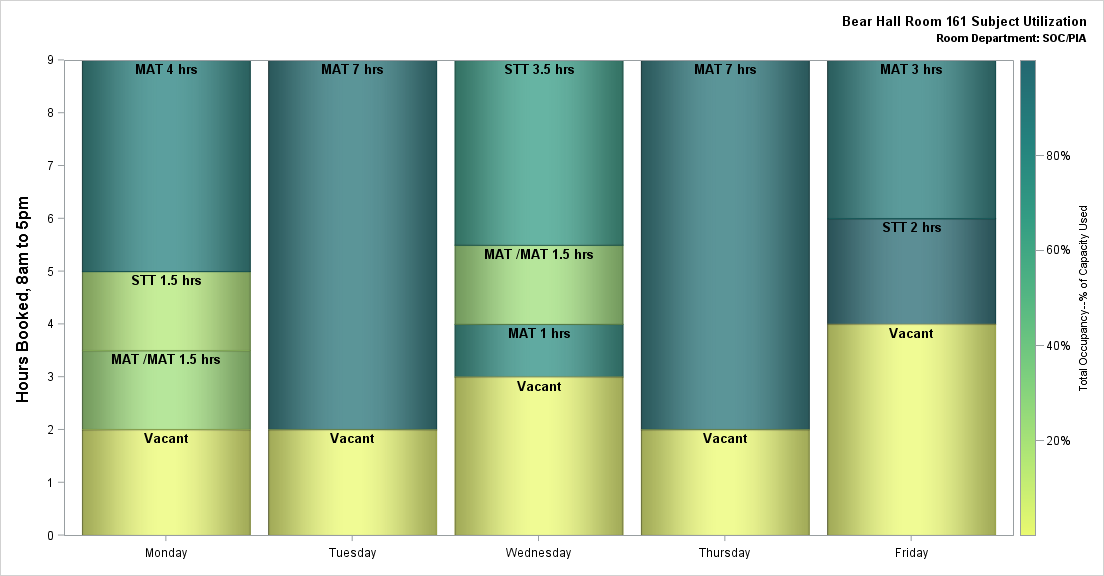 Bear Hall Room 161 Subject Utilization
Room Department: SOC/PIA
Hours Booked, 8am to 5pm
9
8
7
6
5
4
3
2
1
0
MAT 4 hrs
STT 1.5 hrs
MAT /MAT 1.5 hrs
Vacant
MAT 7 hrs
Vacant
STT 3.5 hrs
MAT /MAT 1.5 hrs
MAT 1 hrs
Vacant
MAT 7 hrs
Vacant
MAT 3 hrs
STT 2 hrs
Vacant
Monday
Tuesday
Wednesday
Thursday
Friday
80%
60%
40%
20%
Total Occupancy--% of Capacity Used